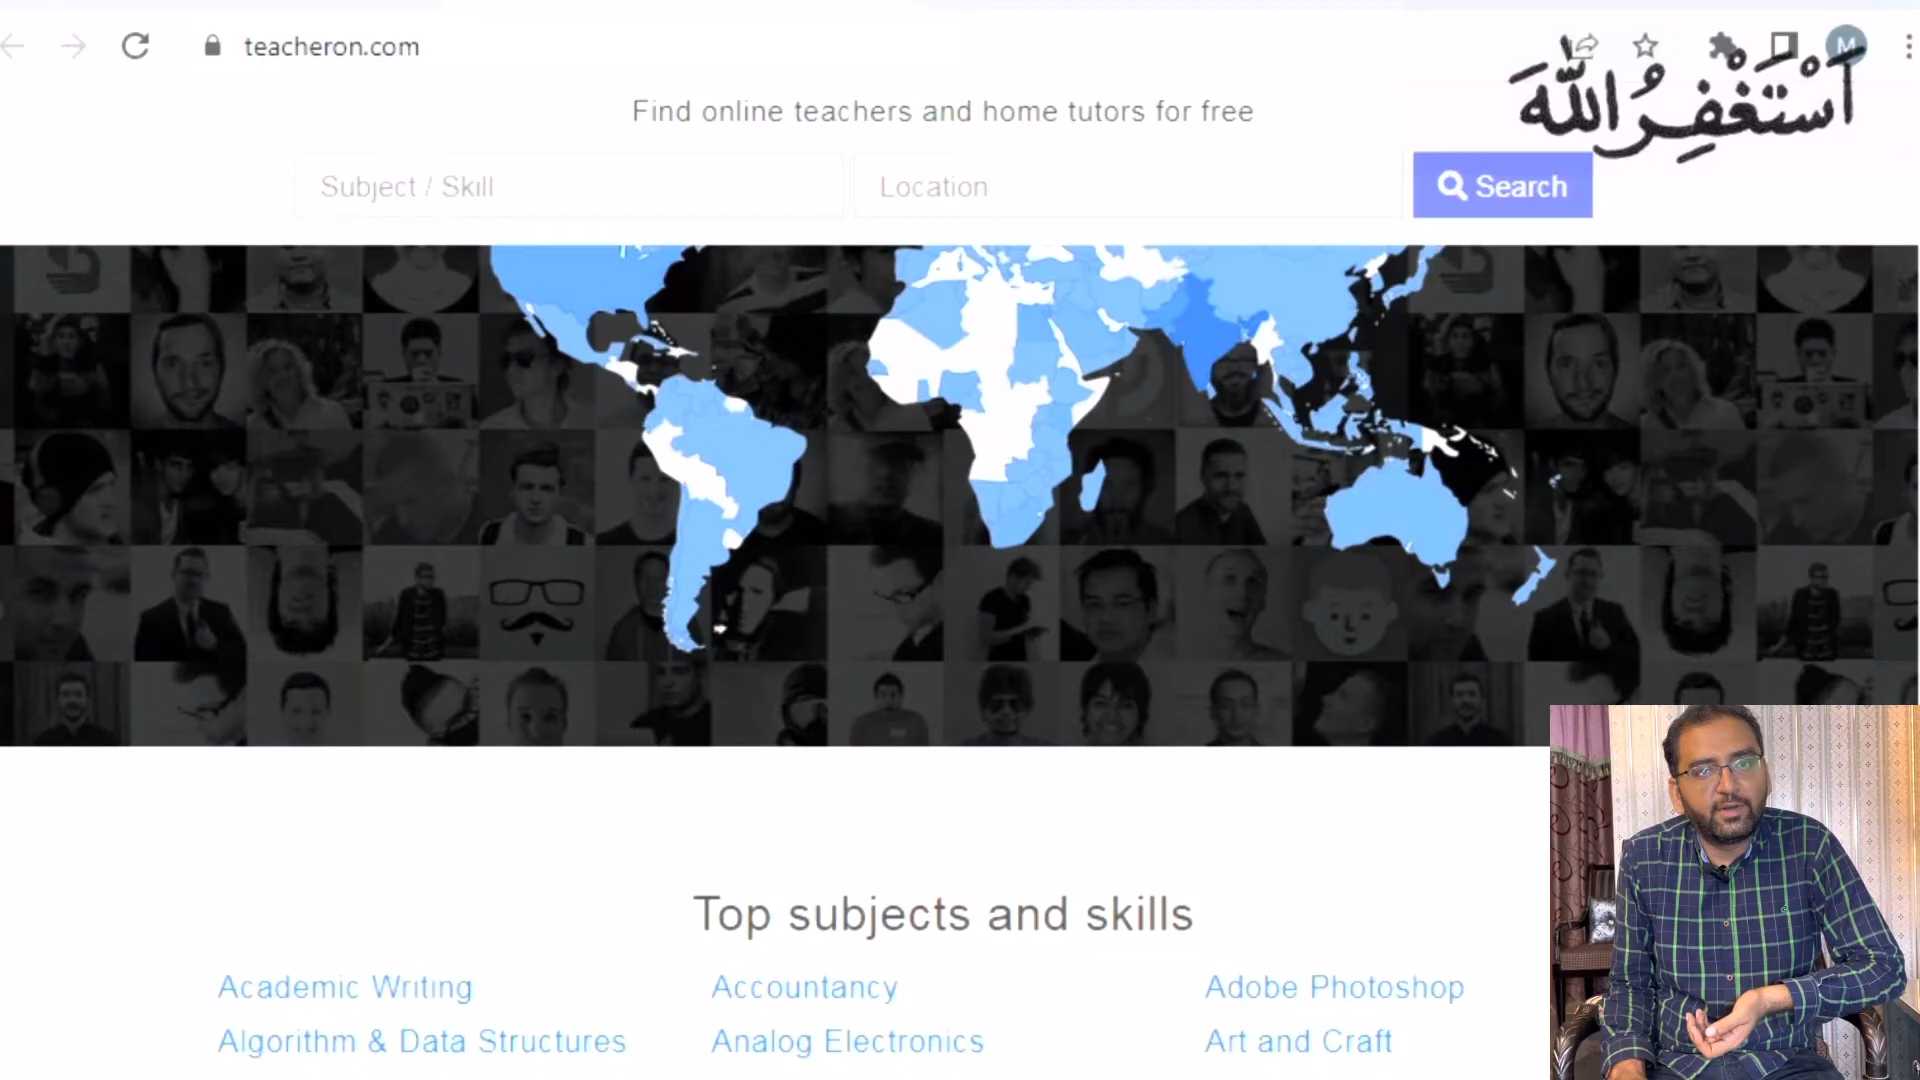 teacheron.com
M
أَسْتَغْفِرُ اللَّهَ
Find online teachers and home tutors for free
Subject / Skill
Location
Search
Top subjects and skills
Academic Writing
Accountancy
Adobe Photoshop
Algorithm & Data Structures
Analog Electronics
Art and Craft